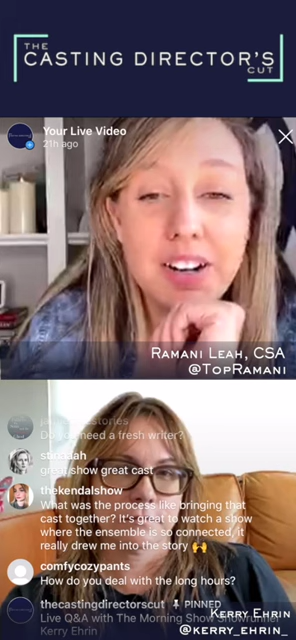 THE
CASTING DIRECTOR'S
CUT
Your Live Video
21h ago
RAMANI LEAH, CSA
@TOPRAMANI
Do you need a fresh writer?
great show great cast
thekendalshow
What was the process like bringing that
cast together? It's great to watch a show
where the ensemble is so connected, it
really drew me into the story 🙌
comfycozypants
How do you deal with the long hours?
thecastingdirectorscut PINNED
Live Q&A with The Morning Show Showrunner
Kerry Ehrin
KERRY EHRIN
@KERRY_EHRIN_